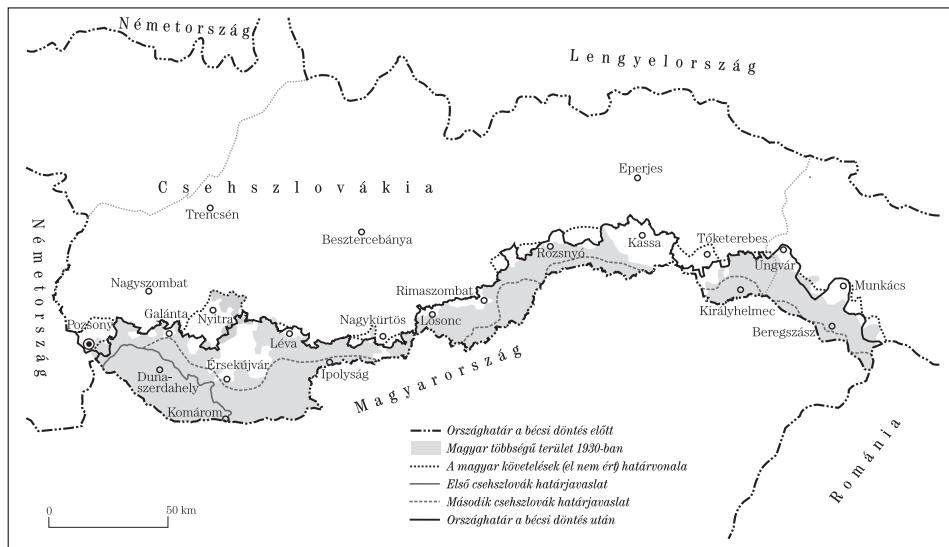 Németország
Lengyelország
Eperjes
Csehszlovákia
Trencsén
Besztercebánya
Németország
Kassa
Tőketerebes
Rozsnyó
Ungvár
Nagyszombat
Rimaszombat
Munkács
Galánta
Nyitra
Királyhelmec
Pozsony
Nagykürtös
Losonc
Léva
Beregszász
Érsekújvár
Ipolyság
Duna-
szerdahely
Magyarország
Komárom
Románia
Országhatár a bécsi döntés előtt
Magyar többségű terület 1930-ban
A magyar követelések (el nem ért) határvonala
Első csehszlovák határjavaslat
Második csehszlovák határjavaslat
Országhatár a bécsi döntés után
0 50 km